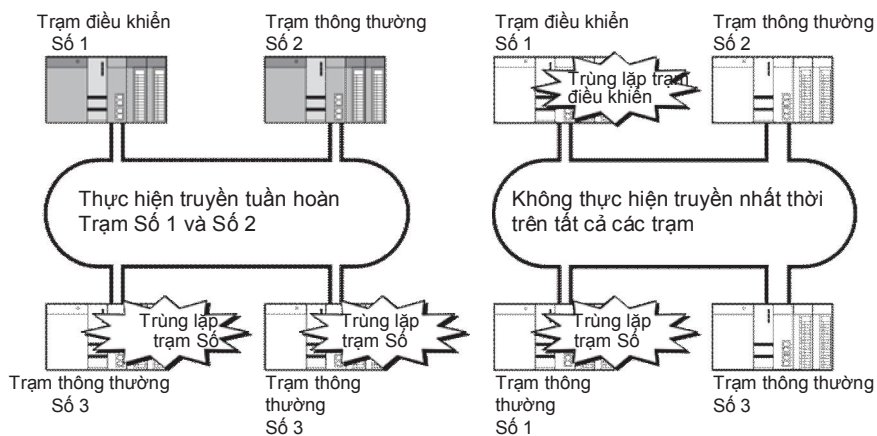 Trạm điều khiển
Số 1
Trạm thông thường
Số 2
Thực hiện truyền tuần hoàn
Trạm Số 1 và Số 2
Trùng lặp
trạm Số
Trùng lặp
trạm Số
Trạm thông thường
Số 3
Trạm thông
thường
Số 3
Trạm điều khiển
Số 1
Trạm thông thường
Số 2
Trùng lặp trạm
điều khiển
Không thực hiện truyền nhất thời
trên tất cả các trạm
Trùng lặp
trạm Số
Trạm thông
thường
Số 1
Trạm thông thường
Số 3